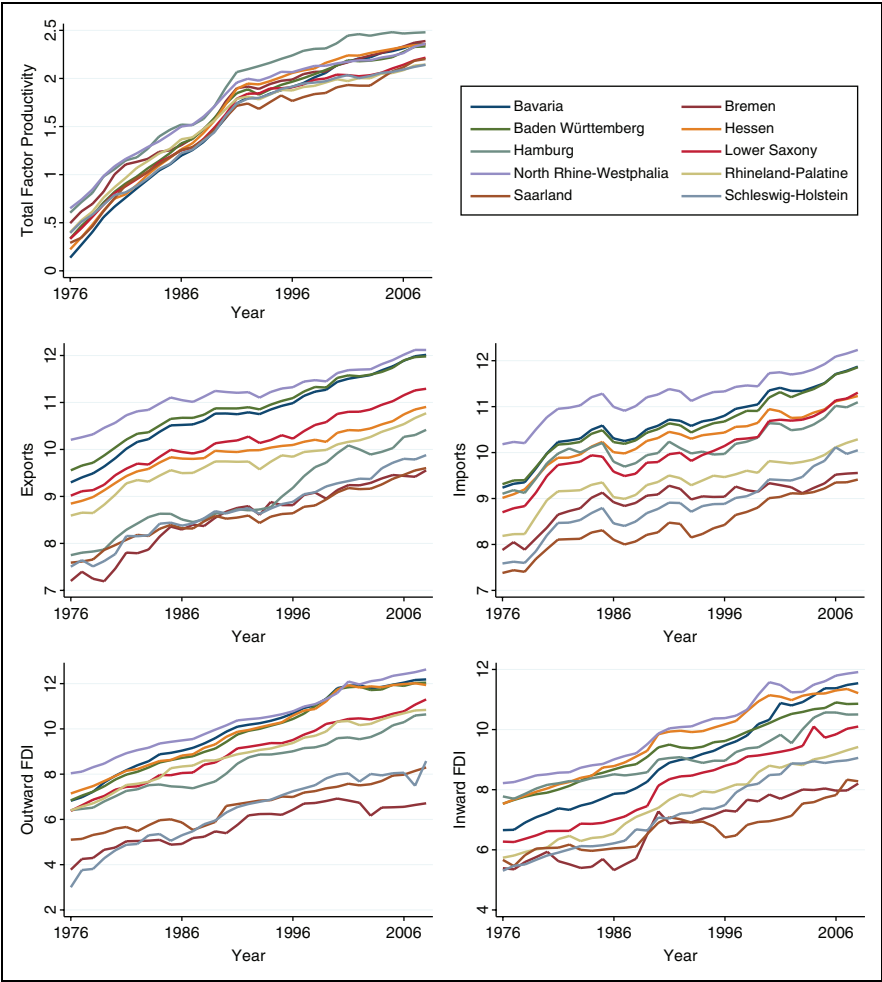 Total Factor Productivity
2.5
2
1.5
1
.5
0
1976 1986 1996 2006
Year
Bavaria Bremen
Baden Württemberg Hessen
Hamburg Lower Saxony
North Rhine-Westphalia Rhineland-Palatine
Saarland Schleswig-Holstein
Exports
12
11
10
9
8
7
1976 1986 1996 2006
Year
Imports
12
11
10
9
8
7
1976 1986 1996 2006
Year
Outward FDI
12
10
8
6
4
2
1976 1986 1996 2006
Year
Inward FDI
12
10
8
6
4
1976 1986 1996 2006
Year